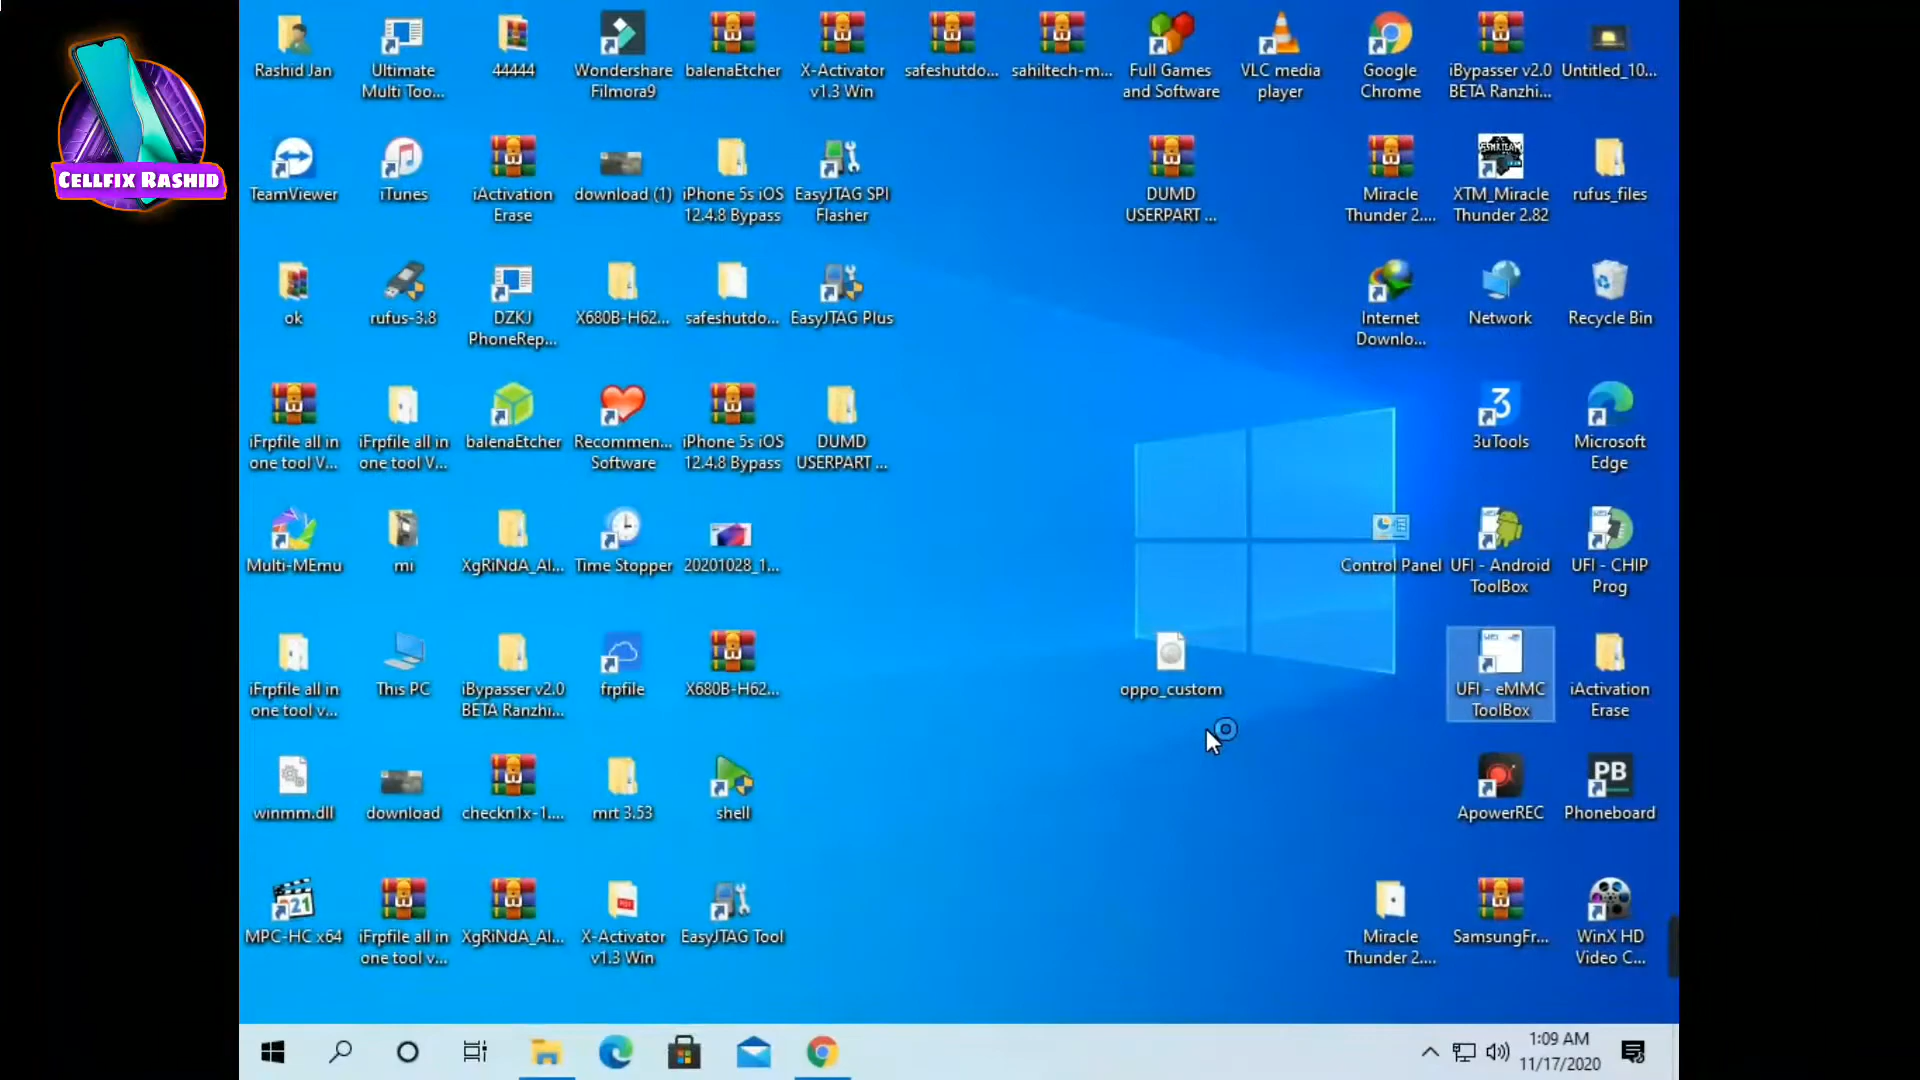 CELLFIX RASHID
Rashid Jan
Ultimate
Multi Too...
44444
Wondershare
Filmora9
balenaEtcher
X-Activator
v1.3 Win
safeshutdo...
sahiltech-m...
Full Games
and Software
VLC media
player
Google
Chrome
iBypasser v2.0
BETA Ranzhi...
Untitled_10...
TeamViewer
iTunes
iActivation
Erase
download (1)
iPhone 5s iOS
12.4.8 Bypass
EasyJTAG SPI
Flasher
DUMD
USERPART ...
Miracle
Thunder 2....
XTM_Miracle
Thunder 2.82
rufus_files
ok
rufus-3.8
DZKJ
PhoneRep...
X680B-H62...
safeshutdo...
EasyJTAG Plus
Internet
Downlo...
Network
Recycle Bin
iFrpfile all in
one tool V...
iFrpfile all in
one tool V...
balenaEtcher
Recommen...
Software
iPhone 5s iOS
12.4.8 Bypass
DUMD
USERPART ...
3
3uTools
Microsoft
Edge
Multi-MEmu
mi
XgRiNdA_Al...
Time Stopper
20201028_1...
Control Panel
UFI - Android
ToolBox
UFI - CHIP
Prog
iFrpfile all in
one tool v...
This PC
iBypasser v2.0
BETA Ranzhi...
frpfile
X680B-H62...
oppo_custom
UFI - eMMC
ToolBox
iActivation
Erase
winmm.dll
download
checkn1x-1....
mrt 3.53
shell
ApowerREC
PB
Phoneboard
321
MPC-HC x64
iFrpfile all in
one tool v...
XgRiNdA_Al...
X-Activator
v1.3 Win
EasyJTAG Tool
Miracle
Thunder 2....
SamsungFr...
WinX HD
Video C...
1:09 AM
11/17/2020